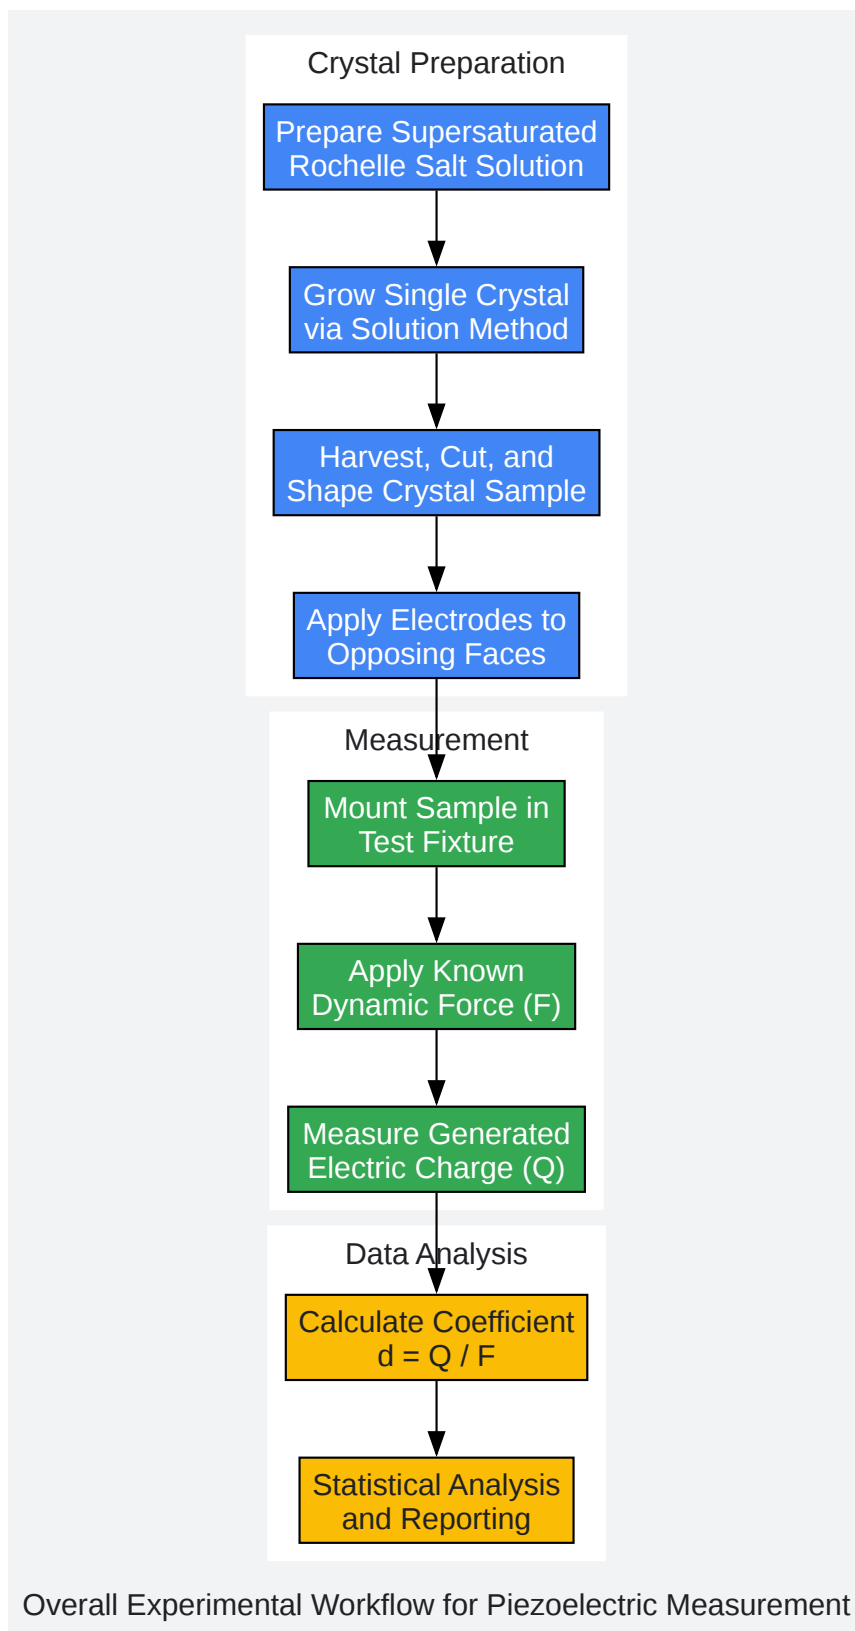 Crystal Preparation
Prepare Supersaturated
Rochelle Salt Solution
Grow Single Crystal
via Solution Method
Harvest, Cut, and
Shape Crystal Sample
Apply Electrodes to
Opposing Faces
Measurement
Mount Sample in
Test Fixture
Apply Known
Dynamic Force (F)
Measure Generated
Electric Charge (Q)
Data Analysis
Calculate Coefficient
d = Q / F
Statistical Analysis
and Reporting
Overall Experimental Workflow for Piezoelectric Measurement